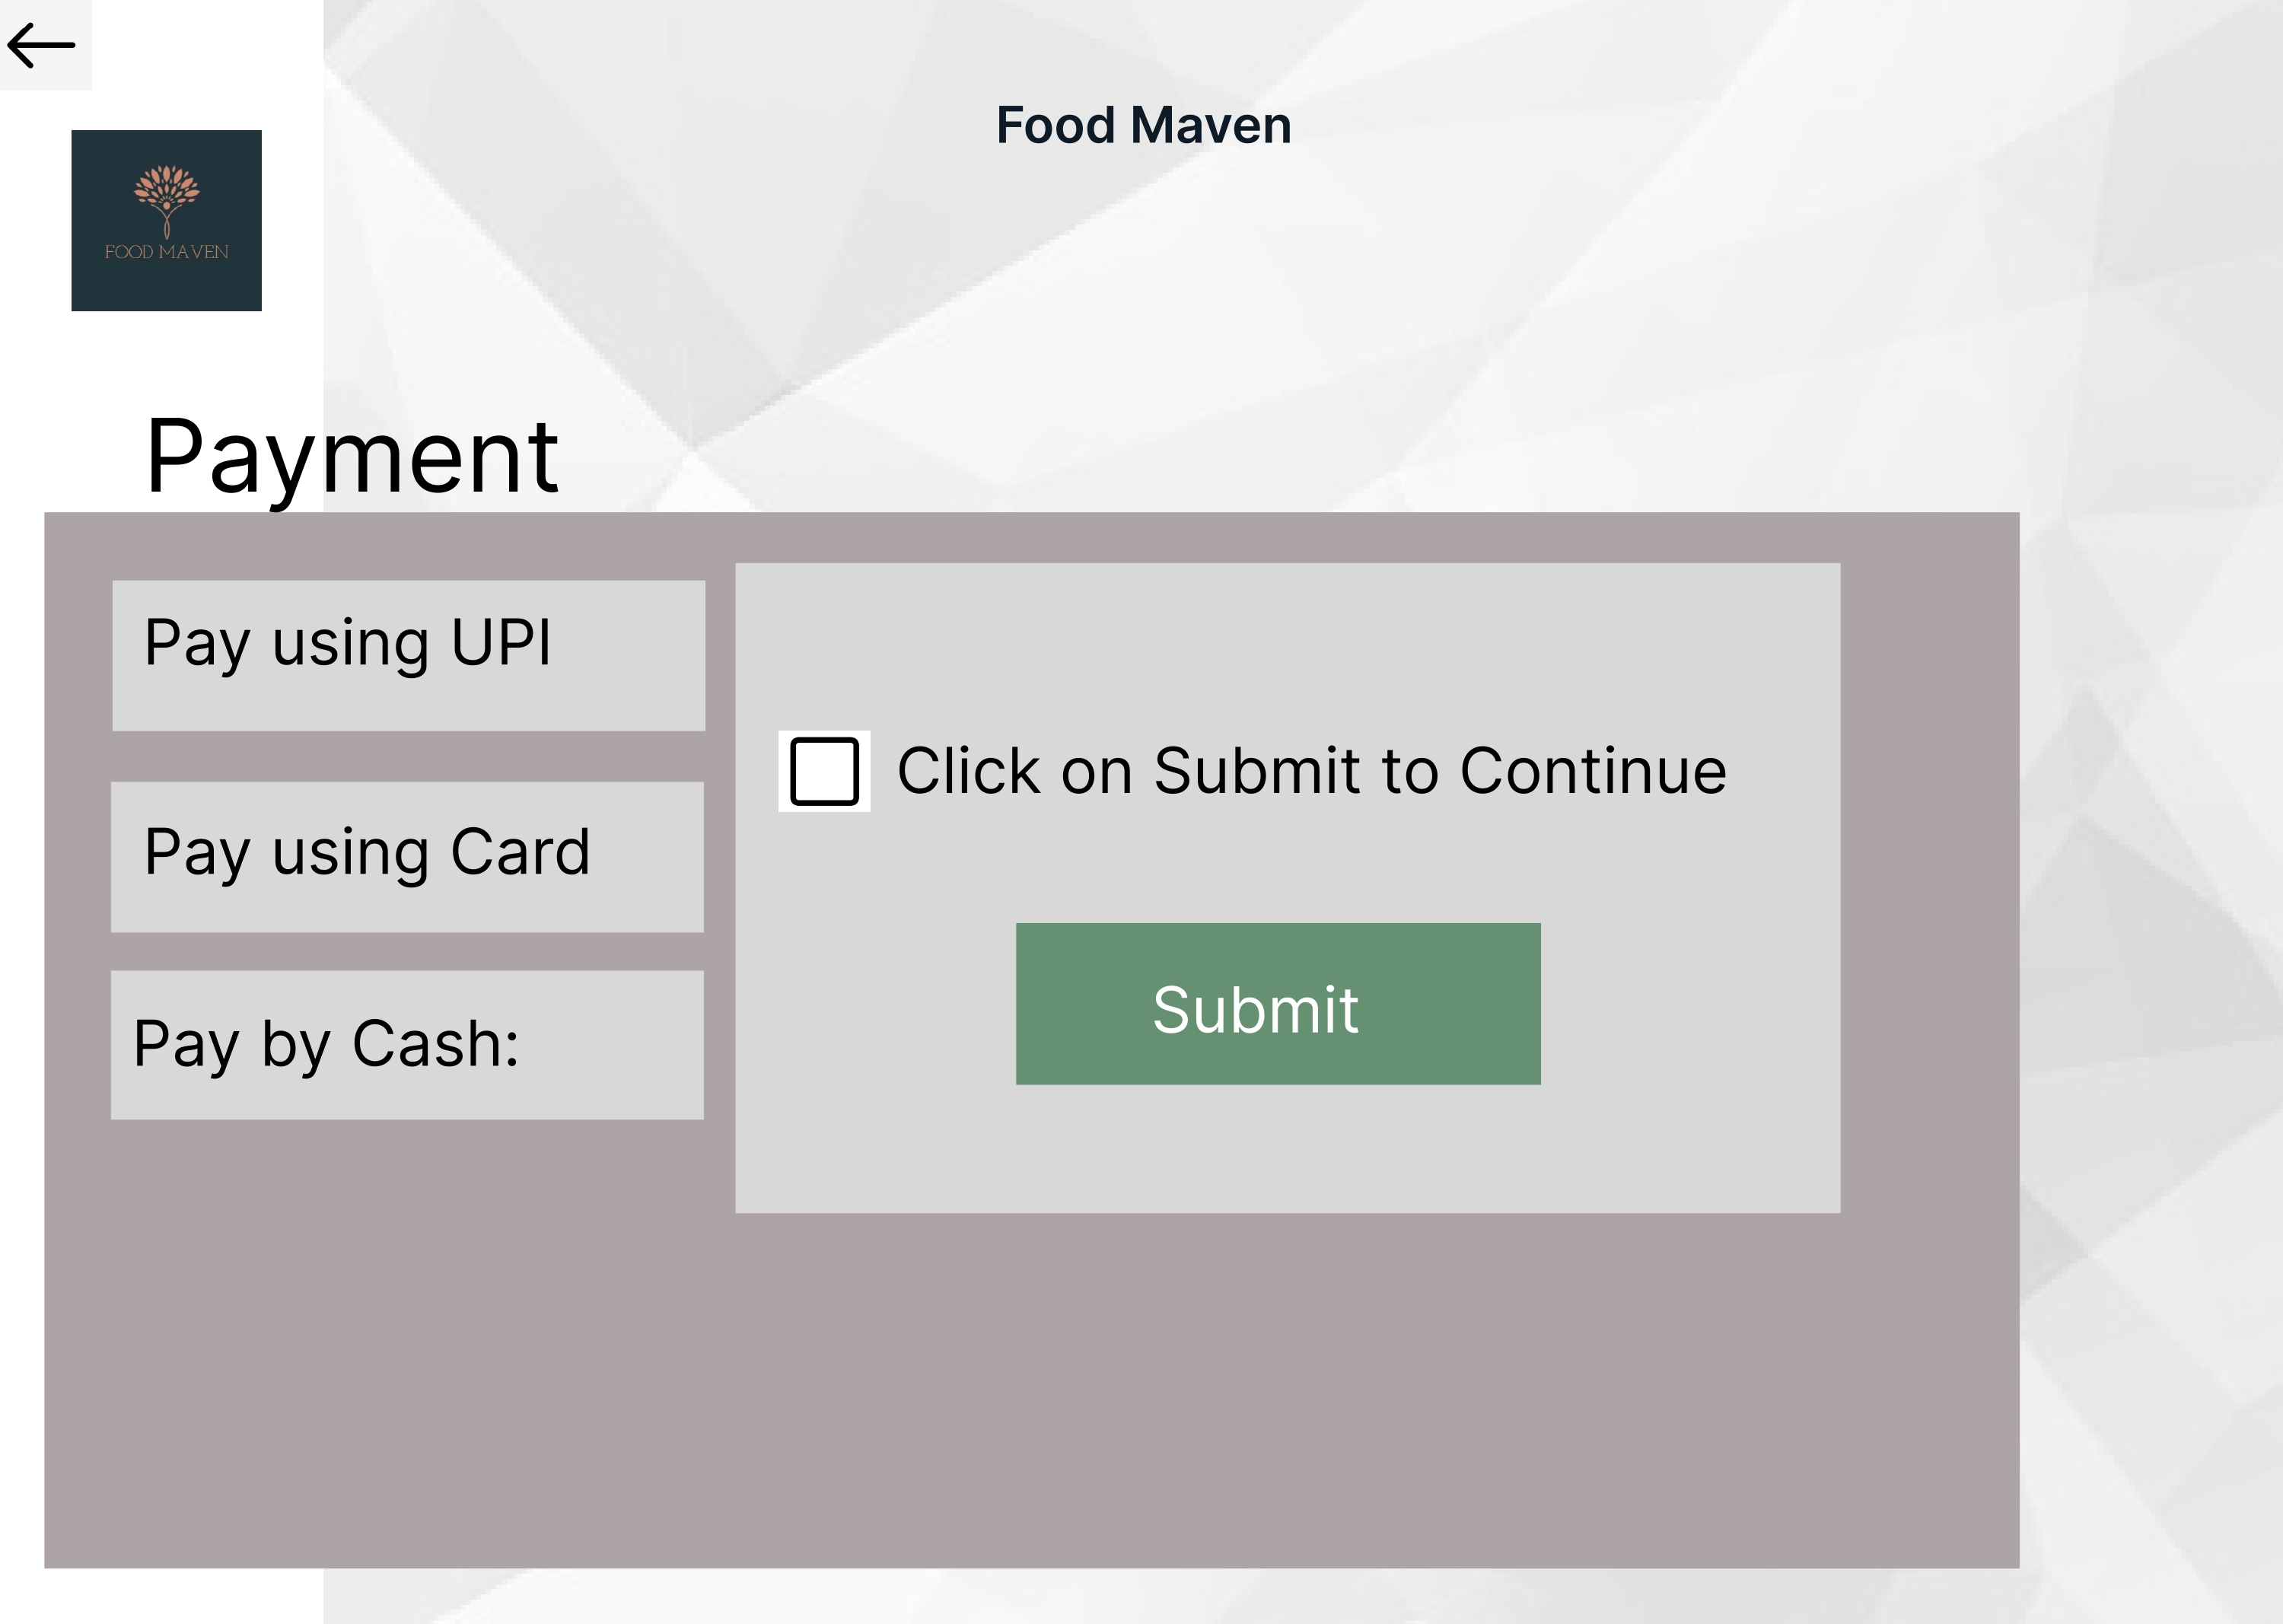 Food Maven
FOOD MAVEN
Payment
Pay using UPI
Pay using Card
Pay by Cash:
Click on Submit to Continue
Submit